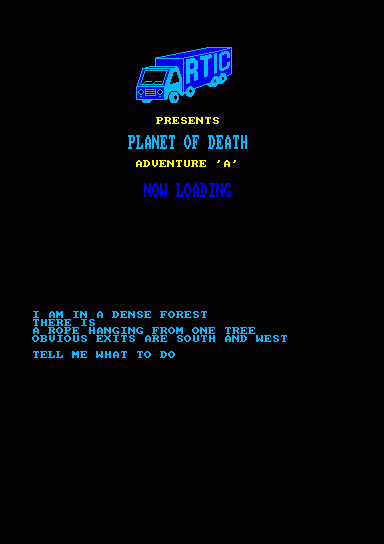 RTIC
PRESENTS
PLANET OF DEATH
ADVENTURE 'A'
NOW LOADING
I AM IN A DENSE FOREST
THERE IS
A ROPE HANGING FROM ONE TREE
OBVIOUS EXITS ARE SOUTH AND WEST
TELL ME WHAT TO DO